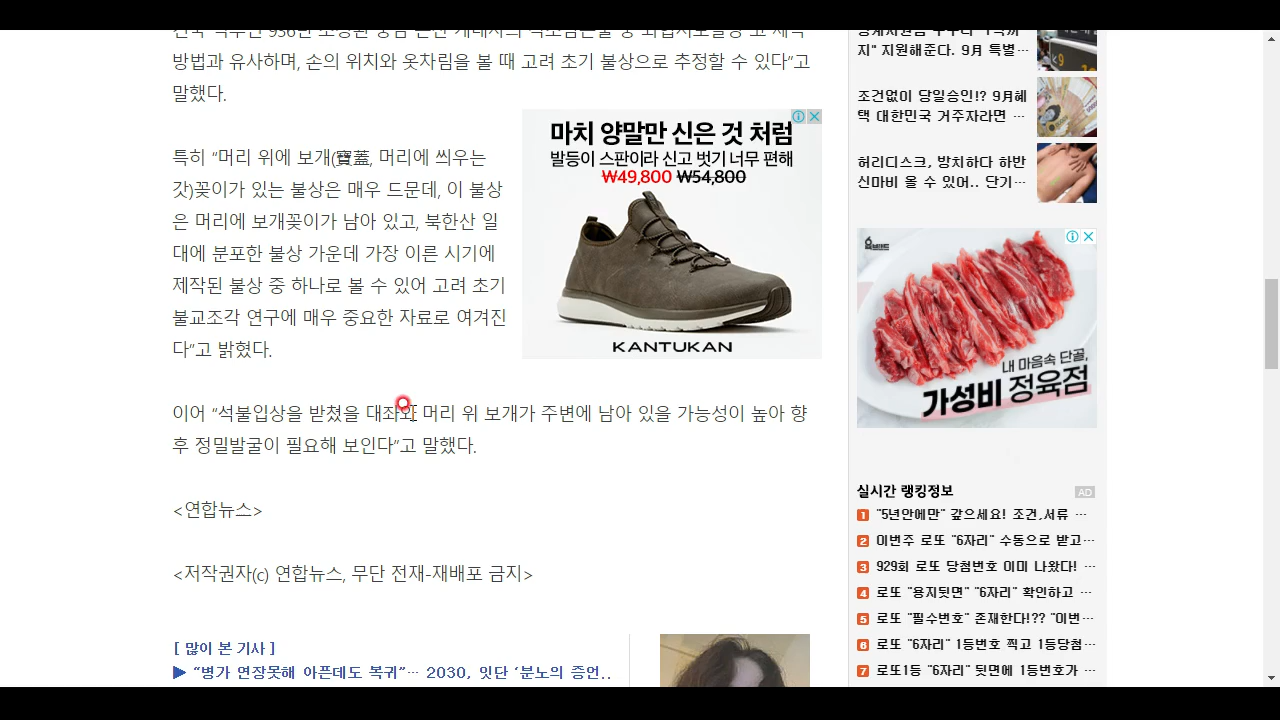 방법과 유사하며, 손의 위치와 옷차림을 볼 때 고려 초기 불상으로 추정할 수 있다”고
말했다.
특히 “머리 위에 보개(寶蓋, 머리에 씌우는
갓)꽂이가 있는 불상은 매우 드문데, 이 불상
은 머리에 보개꽂이가 남아 있고, 북한산 일
대에 분포한 불상 가운데 가장 이른 시기에
제작된 불상 중 하나로 볼 수 있어 고려 초기
불교조각 연구에 매우 중요한 자료로 여겨진
다”고 밝혔다.
마치 양말만 신은 것 처럼
발등이 스판이라 신고 벗기 너무 편해
₩49,800 ₩54,800
KANTUKAN
이어 “석불입상을 받쳤을 대좌와 머리 위 보개가 주변에 남아 있을 가능성이 높아 향
후 정밀발굴이 필요해 보인다”고 말했다.
<연합뉴스>
<저작권자(c) 연합뉴스, 무단 전재-재배포 금지>
[ 많이 본 기사 ]
▶ “병가 연장못해 아픈데도 복귀”… 2030, 잇단 ‘분노의 증언..
지" 지원해준다. 9月 특별…
조건없이 당일승인!? 9月혜
택 대한민국 거주자라면 …
허리디스크, 방치하다 하반
신마비 올 수 있어.. 단기…
내 마음속 단골,
가성비 정육점
실시간 랭킹정보
AD
1 "5년안에만" 갚으세요! 조건,서류 …
2 이번주 로또 "6자리" 수동으로 받고…
3 929회 로또 당첨번호 이미 나왔다! …
4 로또 "용지뒷면" "6자리" 확인하고 …
5 로또 "필수번호" 존재한다!?? "이번…
6 로또 "6자리" 1등번호 찍고 1등당첨…
7 로또1등 "6자리" 뒷면에 1등번호가 …